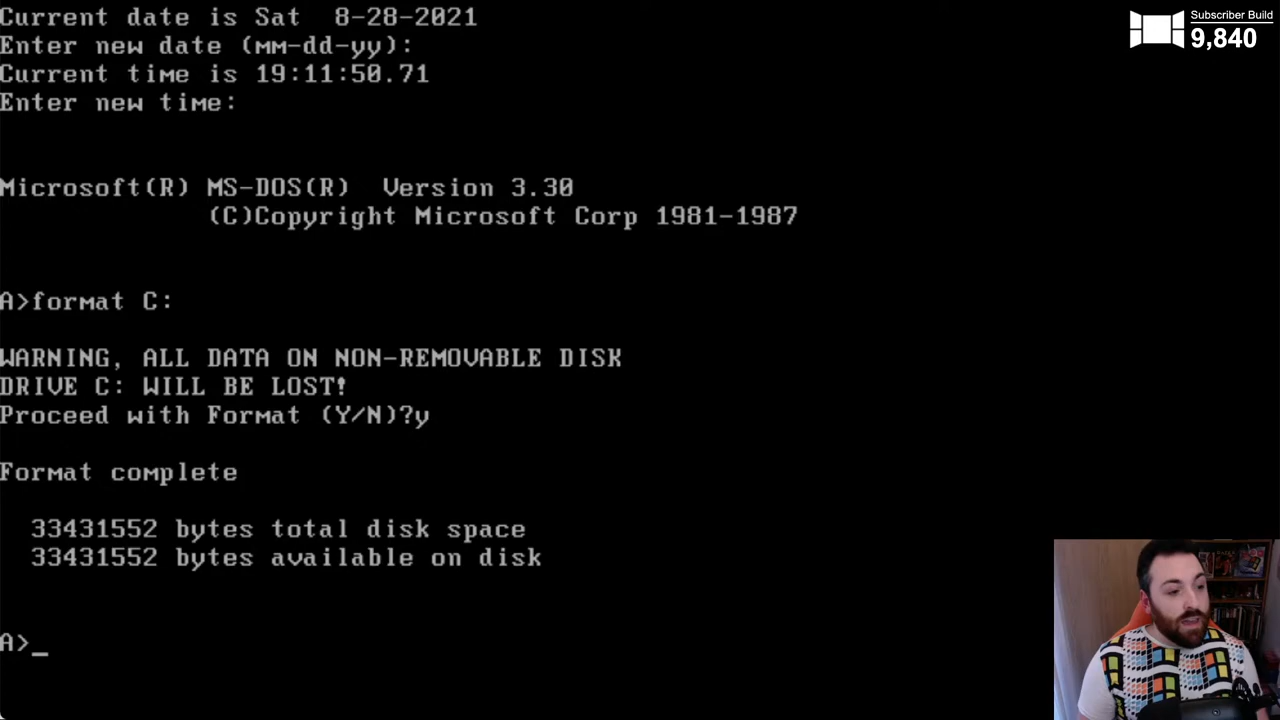 Current date is Sat  8-28-2021
Enter new date (mm-dd-yy):
Current time is 19:11:50.71
Enter new time:
Microsoft(R) MS-DOS(R)  Version 3.30
(C)Copyright Microsoft Corp 1981-1987
A>format C:
WARNING, ALL DATA ON NON-REMOVABLE DISK
DRIVE C: WILL BE LOST!
Proceed with Format (Y/N)?y
Format complete
33431552 bytes total disk space
33431552 bytes available on disk
A>_
Subscriber Build
9,840